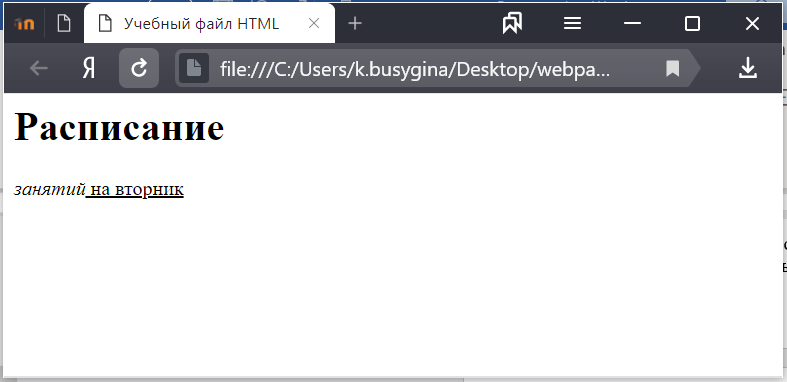 Учебный файл HTML
file:///C:/Users/k.busygina/Desktop/webpa...
Расписание
занятий на вторник